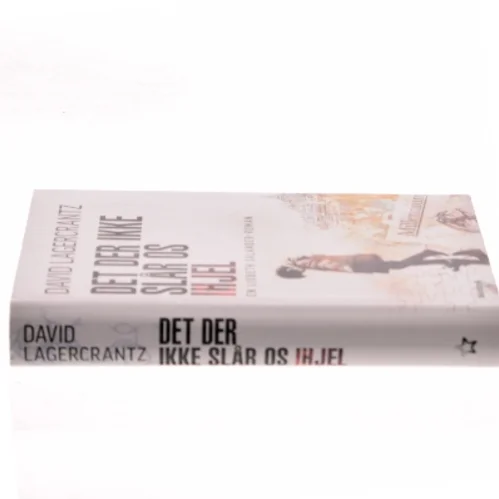 DAVID LAGERCRANTZ
DET DER IKKE
SLÅR OS
IHJEL
EN LISBETH SALANDER-ROMAN
DAVID
LAGERCRANTZ
DET DER
IKKE SLÅR OS IHJEL